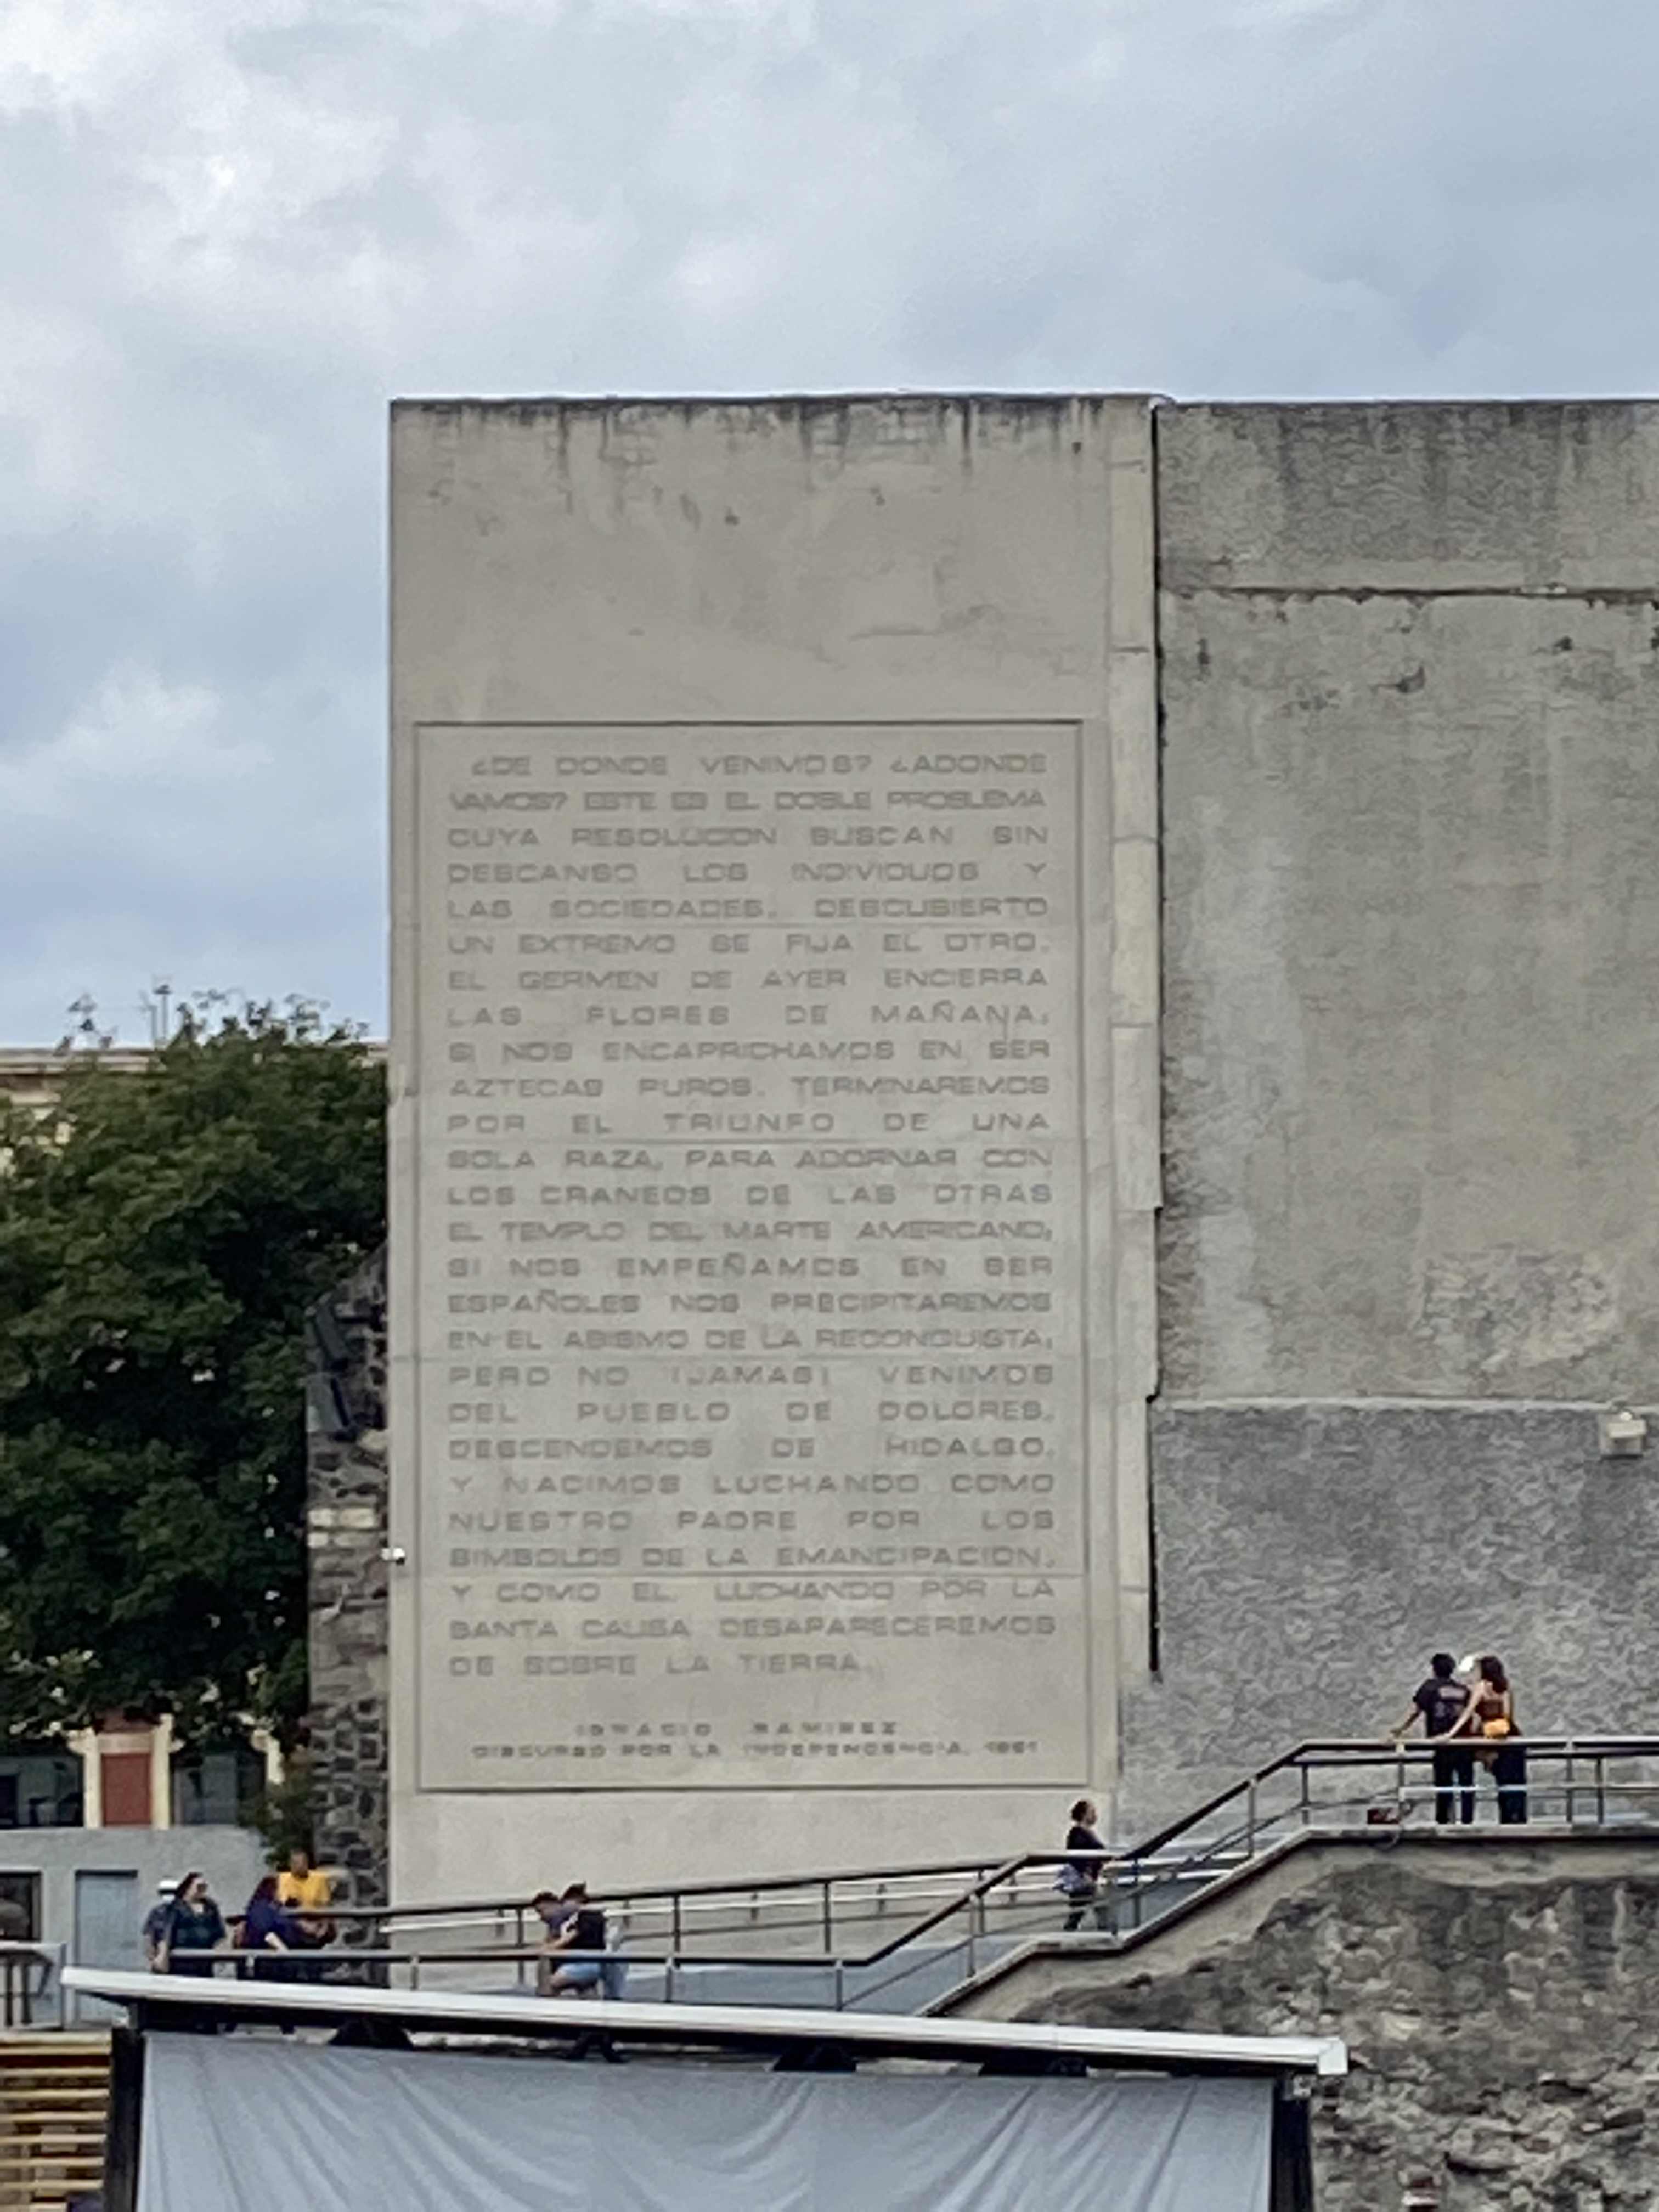 ¿DE DONDE VENIMOS? ¿ADONDE
VAMOS? ESTE ES EL DOBLE PROBLEMA
CUYA RESOLUCION BUSCAN SIN
DESCANSO LOS INDIVIDUOS Y
LAS SOCIEDADES. DESCUBIERTO
UN EXTREMO SE FIJA EL OTRO.
EL GERMEN DE AYER ENCIERRA
LAS FLORES DE MAÑANA;
SI NOS ENCAPRICHAMOS EN SER
AZTECAS PUROS, TERMINAREMOS
POR EL TRIUNFO DE UNA
SOLA RAZA, PARA ADORNAR CON
LOS CRANEOS DE LAS OTRAS
EL TEMPLO DEL MARTE AMERICANO;
SI NOS EMPEÑAMOS EN SER
ESPAÑOLES NOS PRECIPITAREMOS
EN EL ABISMO DE LA RECONQUISTA;
PERO NO ¡JAMAS! VENIMOS
DEL PUEBLO DE DOLORES,
DESCENDEMOS DE HIDALGO,
Y NACIMOS LUCHANDO COMO
NUESTRO PADRE POR LOS
SIMBOLOS DE LA EMANCIPACION,
Y COMO EL, LUCHANDO POR LA
SANTA CAUSA DESAPARECEREMOS
DE SOBRE LA TIERRA.
IGNACIO RAMIREZ
DISCURSO POR LA INDEPENDENCIA, 1861